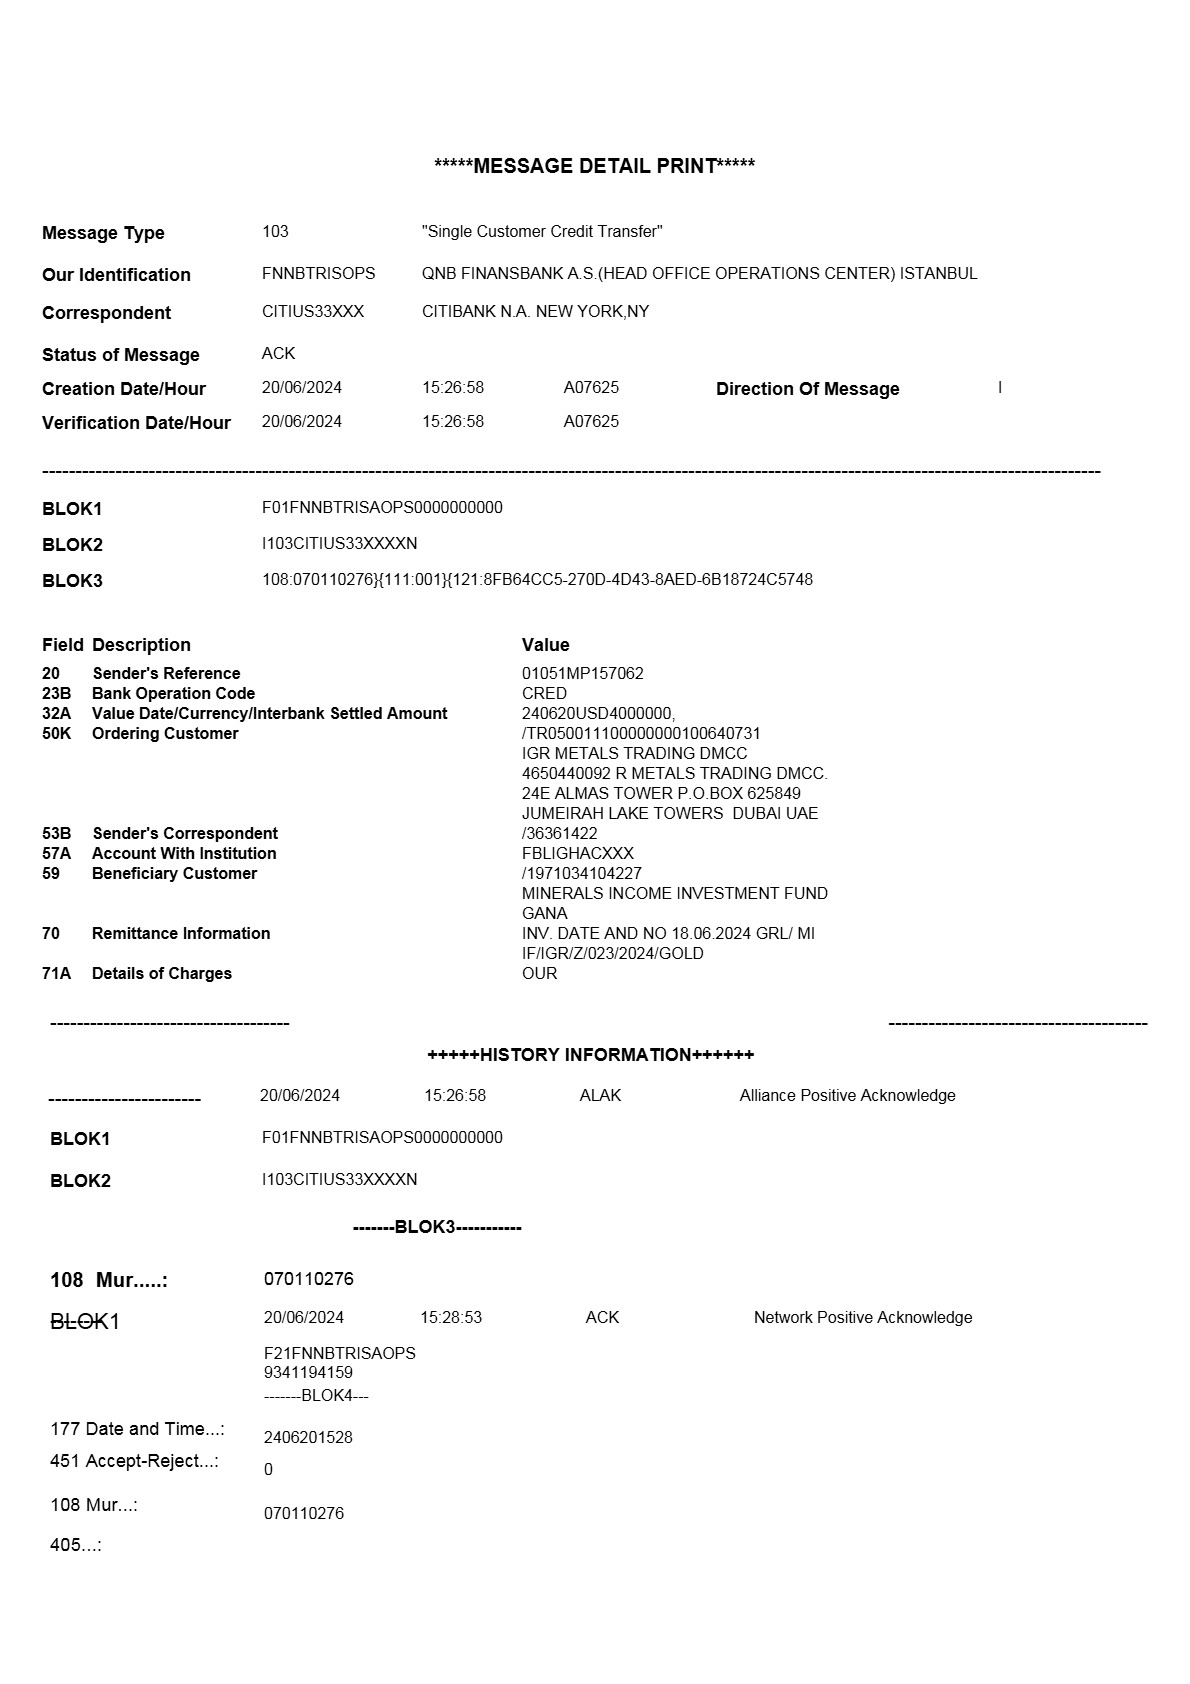 *****MESSAGE DETAIL PRINT*****
Message Type 103 "Single Customer Credit Transfer"
Our Identification FNNBTRISOPS QNB FINANSBANK A.S.(HEAD OFFICE OPERATIONS CENTER) ISTANBUL
Correspondent CITIUS33XXX CITIBANK N.A. NEW YORK,NY
Status of Message ACK
Creation Date/Hour 20/06/2024 15:26:58 A07625 Direction Of Message I
Verification Date/Hour 20/06/2024 15:26:58 A07625
----------------------------------------------------------------------------------------------------------------------------------------------------------------
BLOK1 F01FNNBTRISAOPS0000000000
BLOK2 I103CITIUS33XXXXN
BLOK3 108:070110276}{111:001}{121:8FB64CC5-270D-4D43-8AED-6B18724C5748
Field Description Value
20 Sender's Reference 01051MP157062
23B Bank Operation Code CRED
32A Value Date/Currency/Interbank Settled Amount 240620USD4000000,
50K Ordering Customer /TR050011100000000100640731
IGR METALS TRADING DMCC
4650440092 R METALS TRADING DMCC.
24E ALMAS TOWER P.O.BOX 625849
JUMEIRAH LAKE TOWERS DUBAI UAE
53B Sender's Correspondent /36361422
57A Account With Institution FBLIGHACXXX
59 Beneficiary Customer /1971034104227
MINERALS INCOME INVESTMENT FUND
GANA
70 Remittance Information INV. DATE AND NO 18.06.2024 GRL/ MI
IF/IGR/Z/023/2024/GOLD
71A Details of Charges OUR
------------------------------------ ---------------------------------------
+++++HISTORY INFORMATION++++++
----------------------- 20/06/2024 15:26:58 ALAK Alliance Positive Acknowledge
BLOK1 F01FNNBTRISAOPS0000000000
BLOK2 I103CITIUS33XXXXN
-------BLOK3-----------
108 Mur.....: 070110276
BLOK1 20/06/2024 15:28:53 ACK Network Positive Acknowledge
F21FNNBTRISAOPS
9341194159
-------BLOK4---
177 Date and Time...: 2406201528
451 Accept-Reject...: 0
108 Mur...: 070110276
405...: